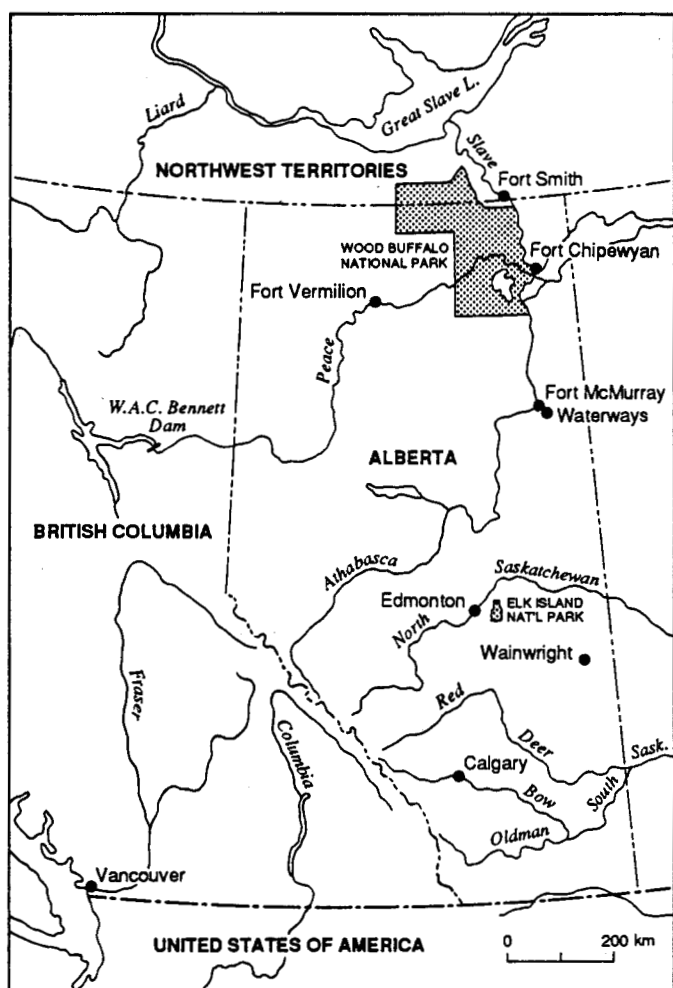 Liard
Great Slave L.
Slave
NORTHWEST TERRITORIES
Fort Smith
WOOD BUFFALO
NATIONAL PARK
Fort Chipewyan
Fort Vermilion
Peace
W.A.C. Bennett
Dam
Fort McMurray
Waterways
ALBERTA
BRITISH COLUMBIA
Athabasca
Saskatchewan
Edmonton
ELK ISLAND
NAT'L PARK
North
Wainwright
Fraser
Red
Deer
Columbia
Calgary
Sask.
Bow
South
Oldman
Vancouver
UNITED STATES OF AMERICA
0 200 km